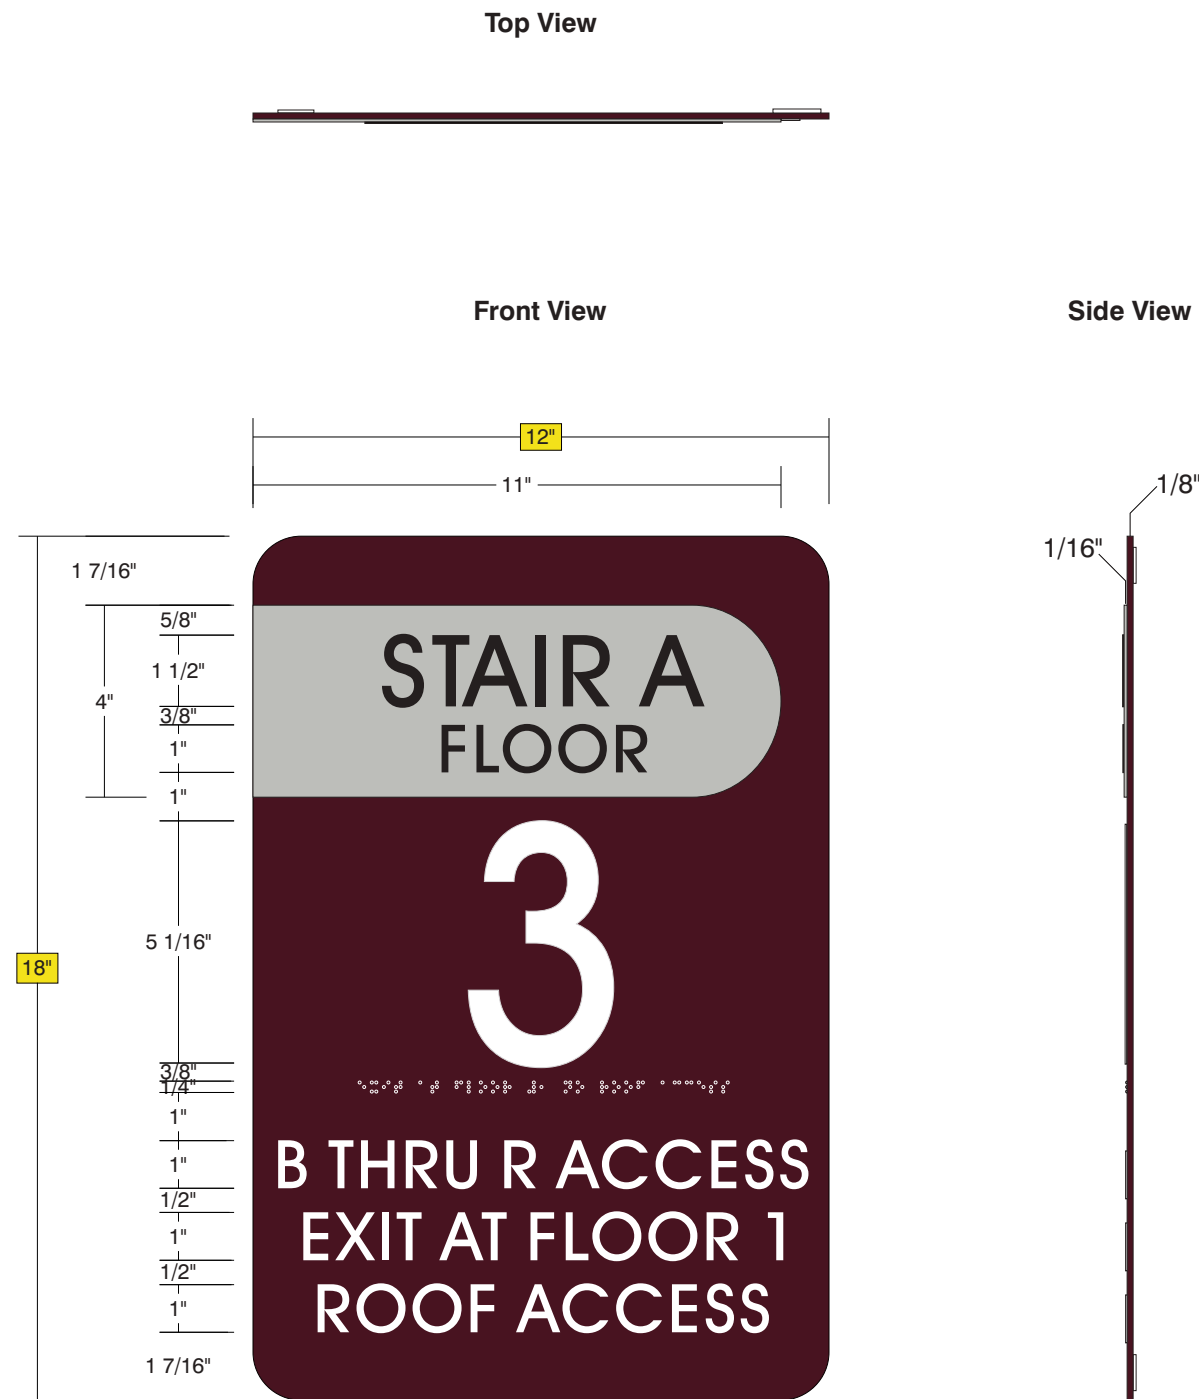 Top View
Front View
Side View
12"
11"
1/8"
1/16"
1 7/16"
5/8"
1 1/2"
4"
3/8"
1"
1"
5 1/16"
18"
3/8"
1/4"
1"
1"
1/2"
1"
1/2"
1"
1 7/16"
STAIR A
FLOOR
3
B THRU R ACCESS
EXIT AT FLOOR 1
ROOF ACCESS